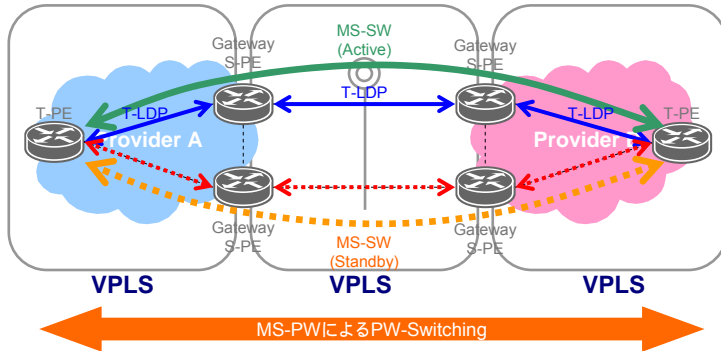 MS-SW
(Active)
Gateway
S-PE
Gateway
S-PE
T-PE
T-LDP
T-LDP
T-LDP
T-PE
rovider A
Provider
Gateway
S-PE
MS-SW
(Standby)
Gateway
S-PE
VPLS
VPLS
VPLS
MS-PWによるPW-Switching